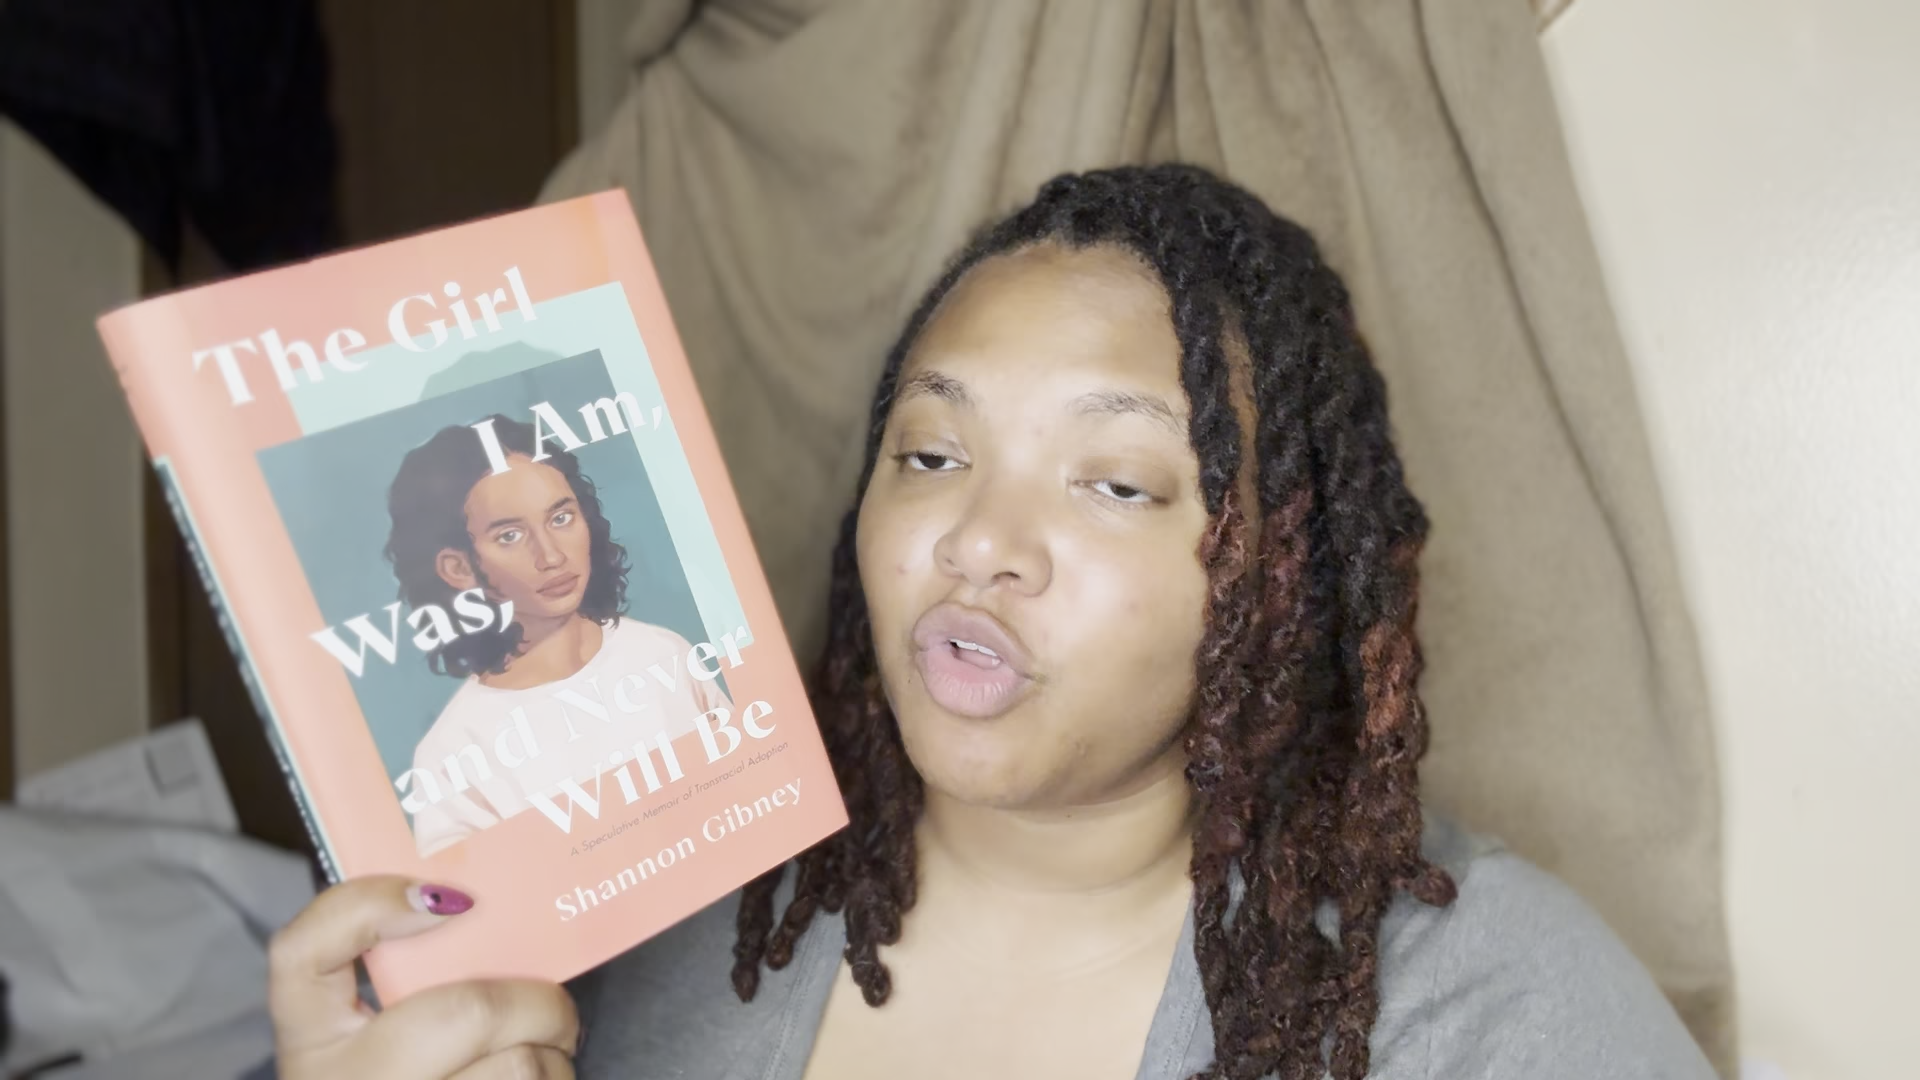 The Girl
I Am,
Was,
and Never
Will Be
A Speculative Memoir of Transracial Adoption
Shannon Gibney